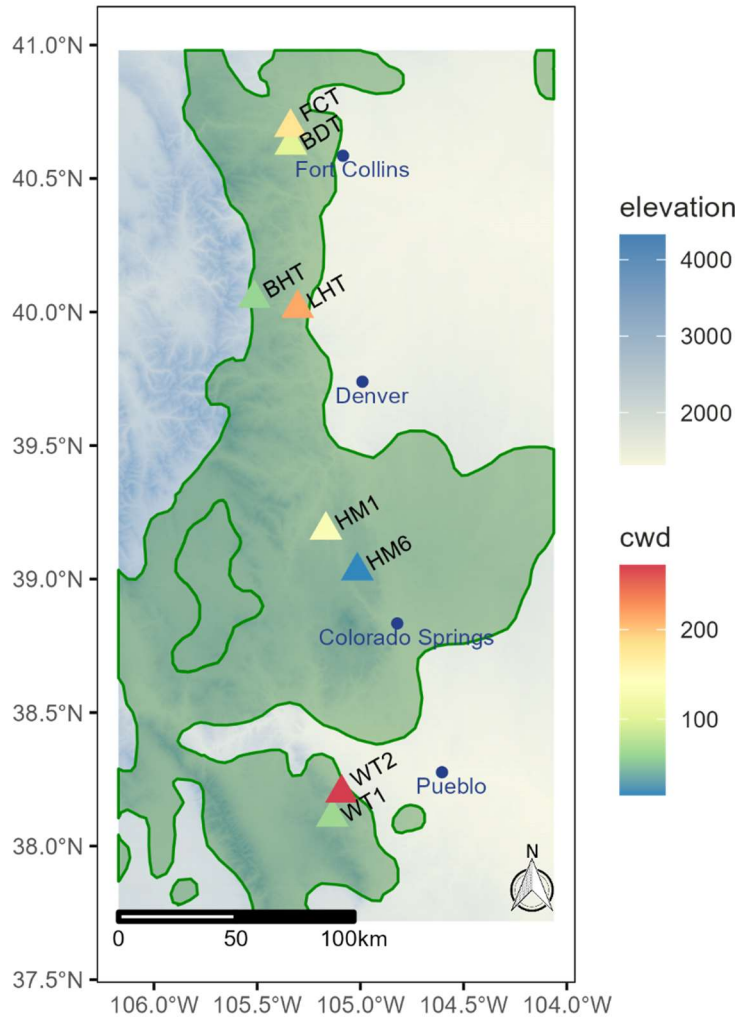 41.0°N
40.5°N
40.0°N
39.5°N
39.0°N
38.5°N
38.0°N
37.5°N
106.0°W 105.5°W 105.0°W 104.5°W 104.0°W
FCT
BDT
Fort Collins
BHT
LHT
Denver
HM1
HM6
Colorado Springs
WT2
WT1
Pueblo
N
0 50 100km
elevation
4000
3000
2000
cwd
200
100